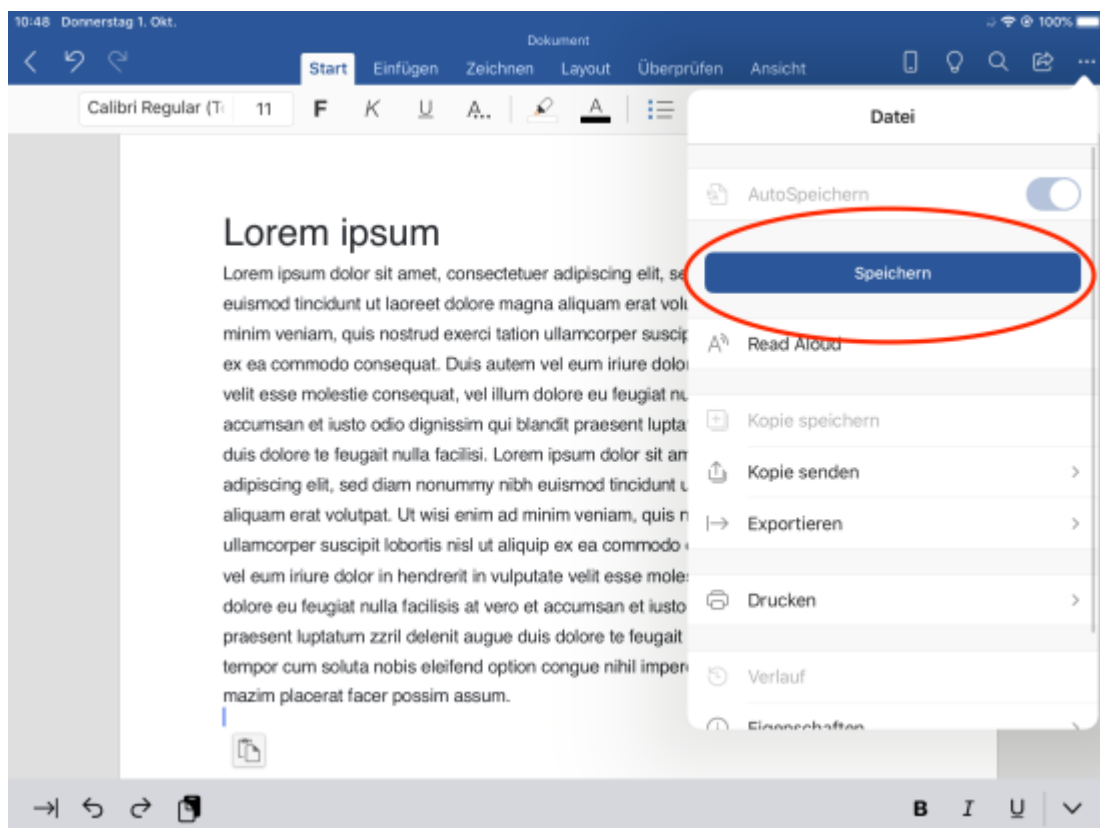 10:48 Donnerstag 1. Okt.
100%
Dokument
Start Einfügen Zeichnen Layout Überprüfen Ansicht
Calibri Regular (T 11 F K U A.. A
Datei
AutoSpeichern
Speichern
Read Aloud
Kopie speichern
Kopie senden
Exportieren
Drucken
Verlauf
Eigenschaften
Lorem ipsum
Lorem ipsum dolor sit amet, consectetuer adipiscing elit, se
euismod tincidunt ut laoreet dolore magna aliquam erat volu
minim veniam, quis nostrud exerci tation ullamcorper suscip
ex ea commodo consequat. Duis autem vel eum iriure dolo
velit esse molestie consequat, vel illum dolore eu feugiat nu
accumsan et iusto odio dignissim qui blandit praesent lupta
duis dolore te feugait nulla facilisi. Lorem ipsum dolor sit am
adipiscing elit, sed diam nonummy nibh euismod tincidunt u
aliquam erat volutpat. Ut wisi enim ad minim veniam, quis n
ullamcorper suscipit lobortis nisl ut aliquip ex ea commodo
vel eum iriure dolor in hendrerit in vulputate velit esse moles
dolore eu feugiat nulla facilisis at vero et accumsan et iusto
praesent luptatum zzril delenit augue duis dolore te feugait
tempor cum soluta nobis eleifend option congue nihil imper
mazim placerat facer possim assum.
B I U